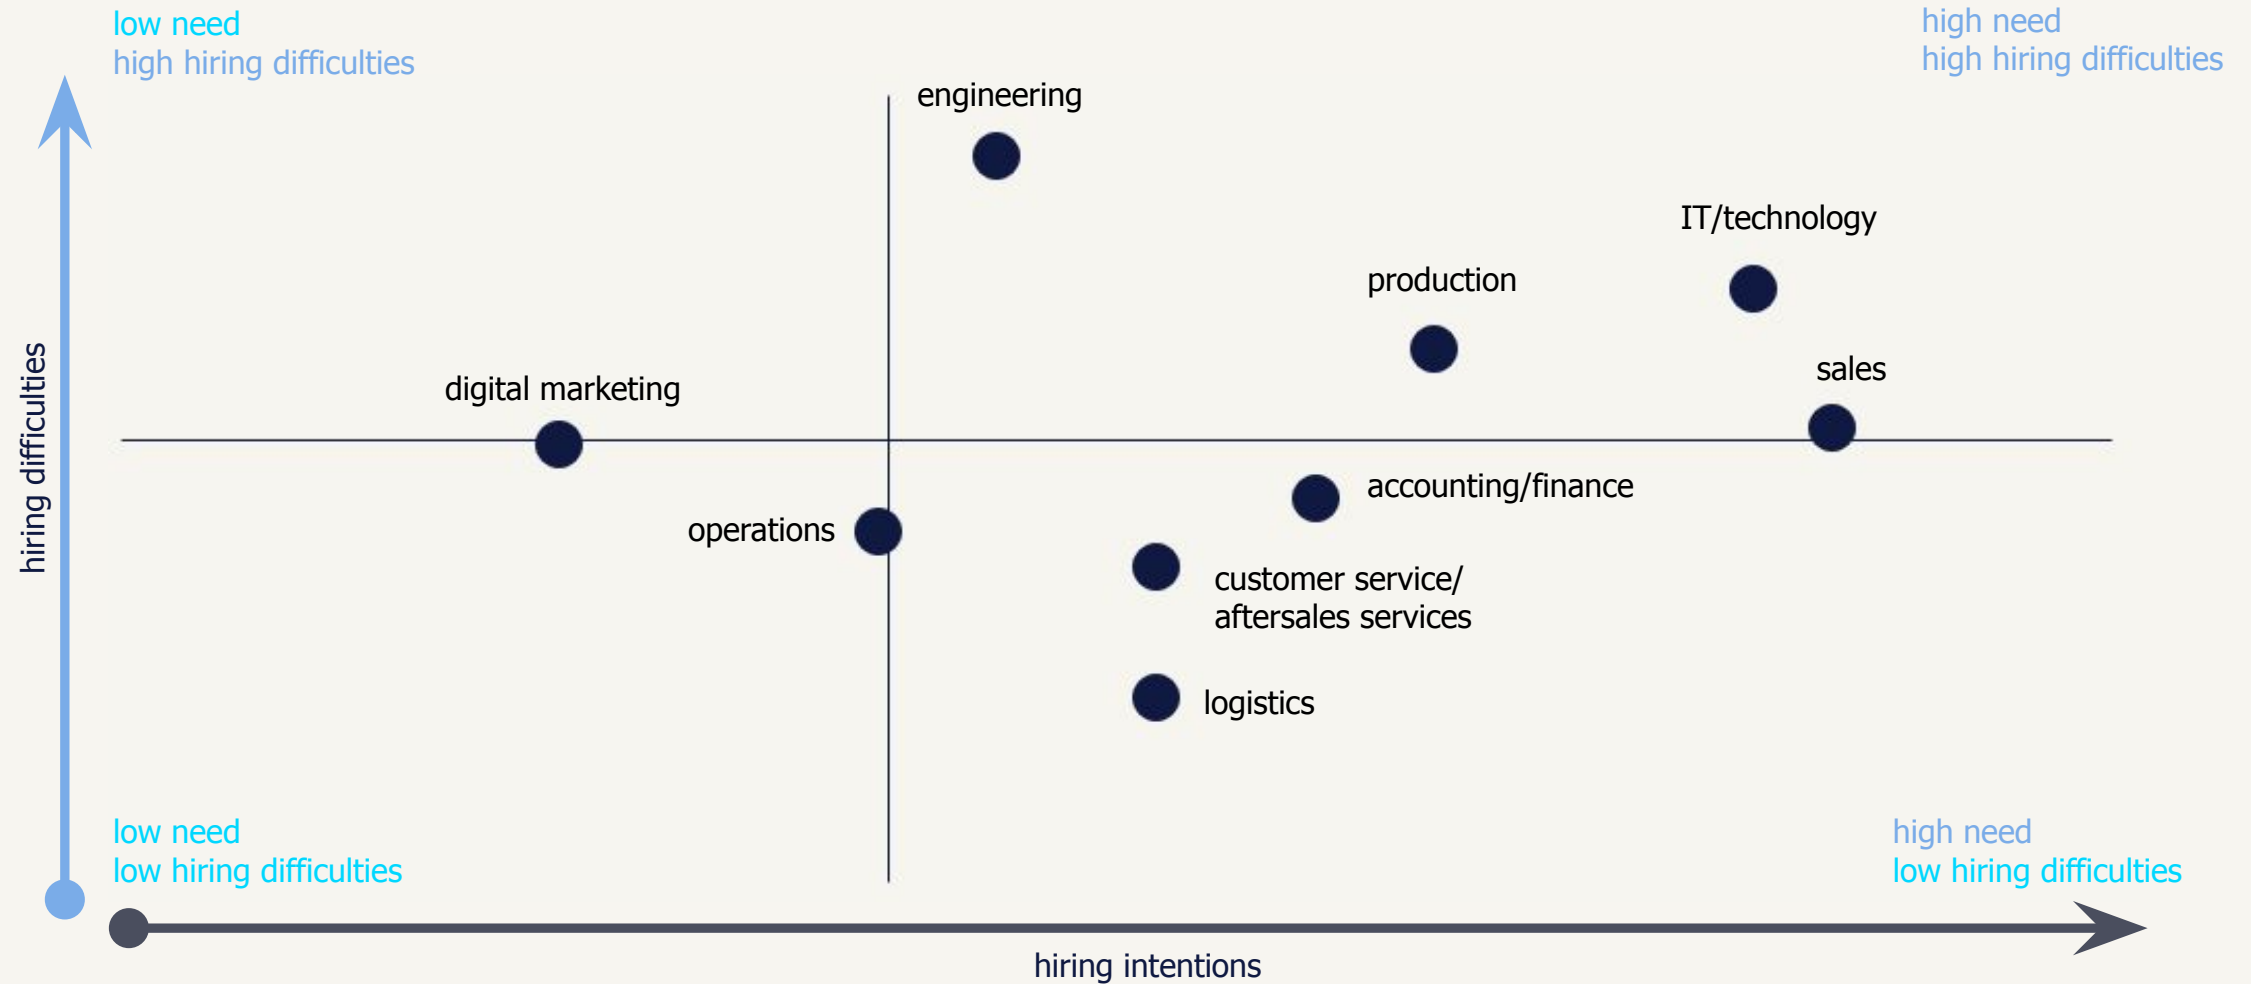 low need
high hiring difficulties
high need
high hiring difficulties
engineering
IT/technology
production
sales
digital marketing
hiring difficulties
accounting/finance
operations
customer service/
aftersales services
logistics
low need
low hiring difficulties
high need
low hiring difficulties
hiring intentions